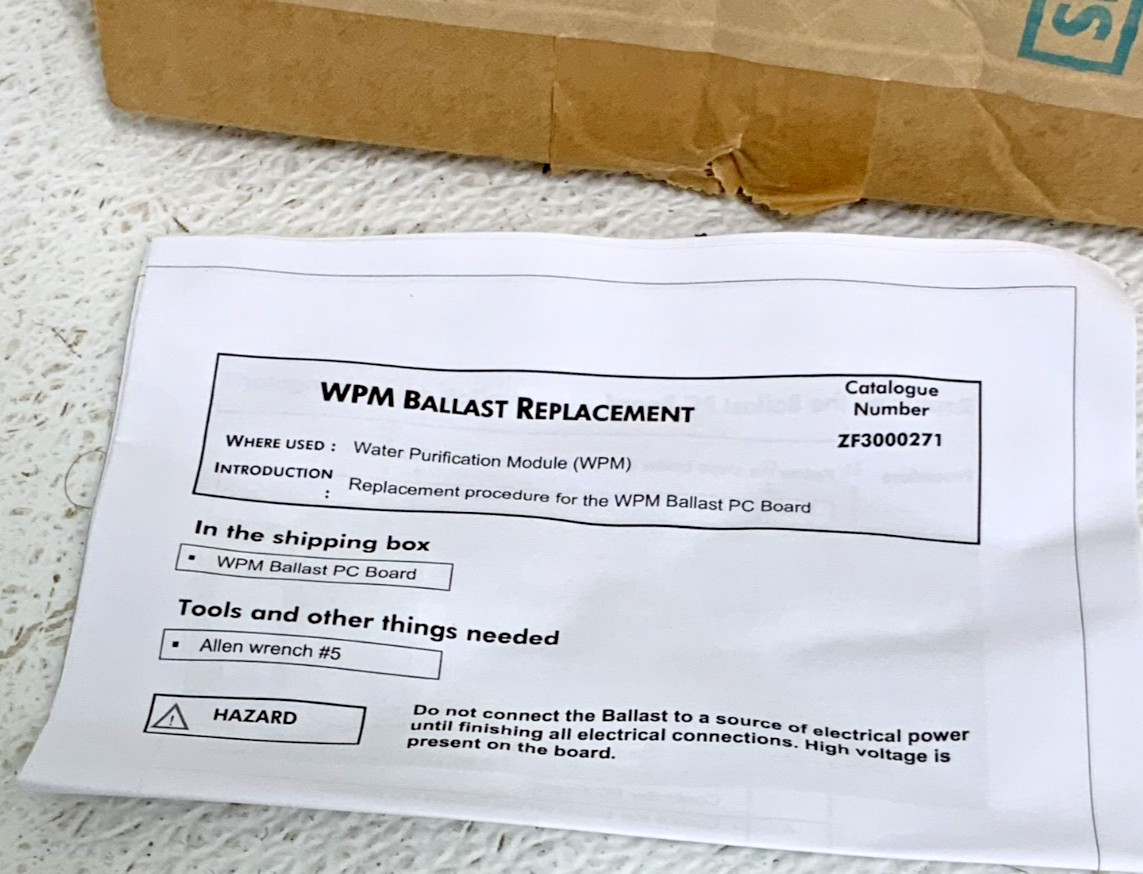 WPM BALLAST REPLACEMENT
Catalogue
Number
ZF3000271
WHERE USED : Water Purification Module (WPM)
INTRODUCTION
: Replacement procedure for the WPM Ballast PC Board
In the shipping box
▪ WPM Ballast PC Board
Tools and other things needed
▪ Allen wrench #5
HAZARD
Do not connect the Ballast to a source of electrical power
until finishing all electrical connections. High voltage is
present on the board.